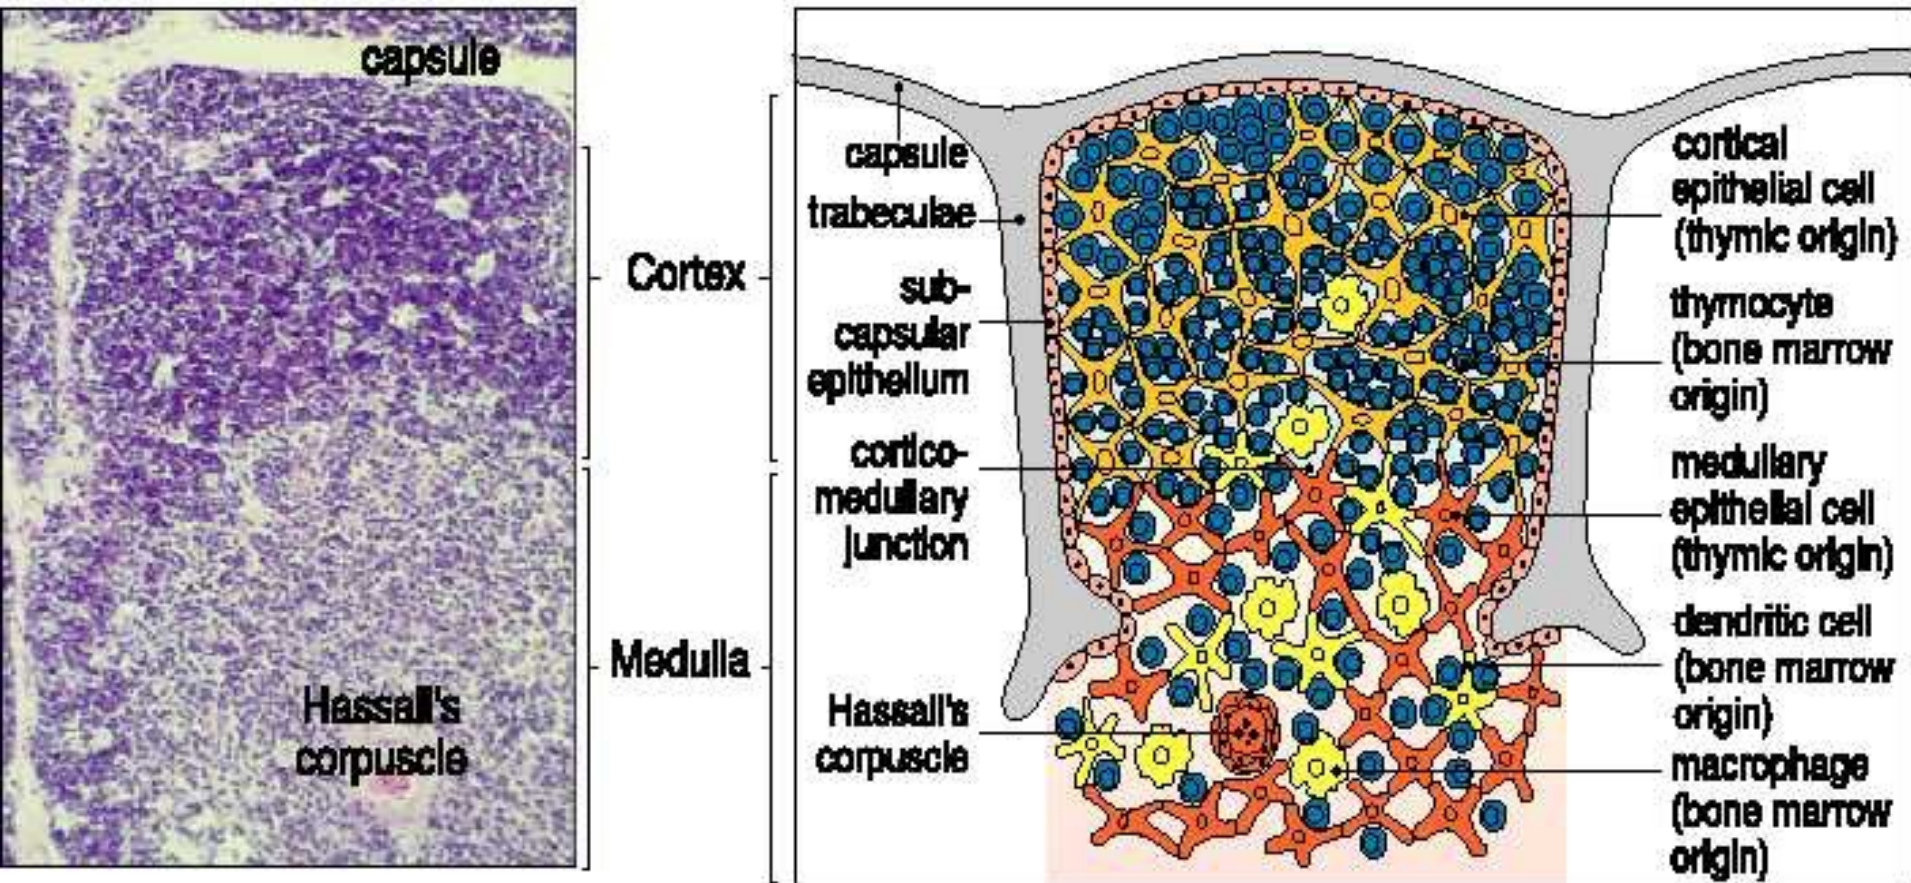 capsule
Hassall's
corpuscle
Cortex
Medulla
capsule
trabeculae
sub-
capsular
epithelium
cortico-
medullary
junction
Hassall's
corpuscle
cortical
epithelial cell
(thymic origin)
thymocyte
(bone marrow
origin)
medullary
epithelial cell
(thymic origin)
dendritic cell
(bone marrow
origin)
macrophage
(bone marrow
origin)